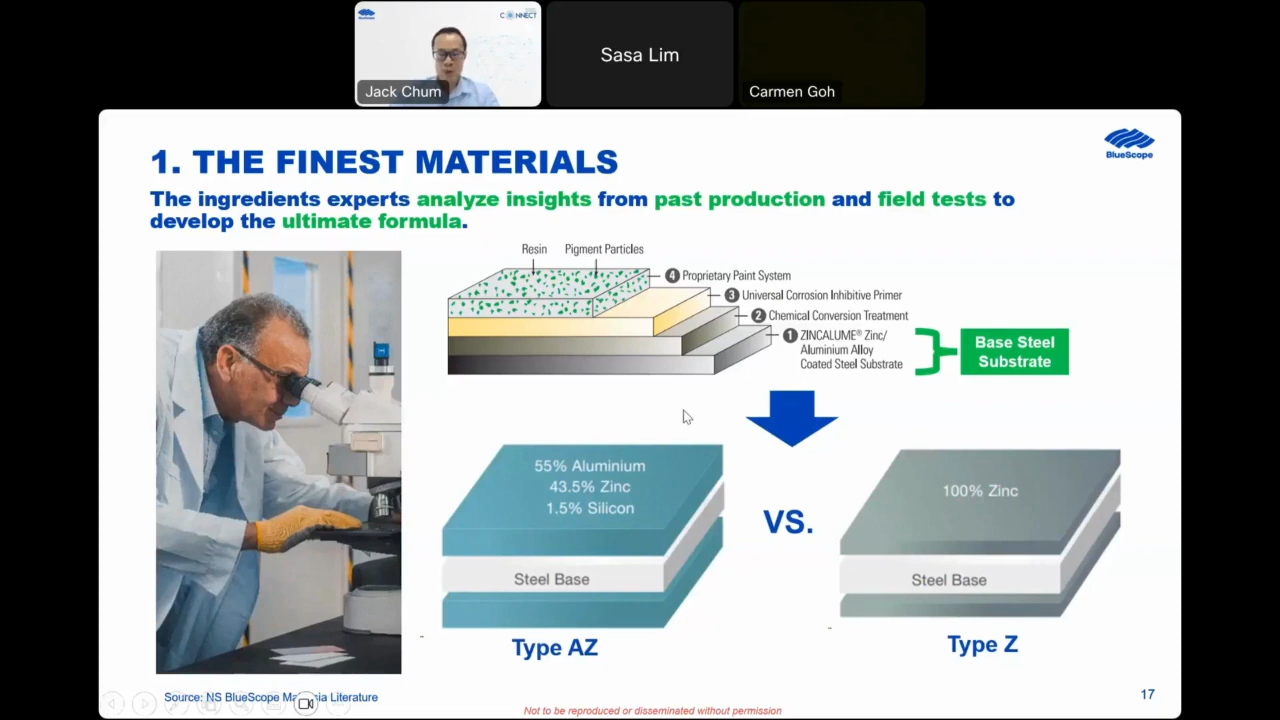 BlueScope
CONNECT
Jack Chum
Sasa Lim
Carmen Goh
BlueScope
1. THE FINEST MATERIALS
The ingredients experts analyze insights from past production and field tests to
develop the ultimate formula.
Resin
Pigment Particles
4 Proprietary Paint System
3 Universal Corrosion Inhibitive Primer
2 Chemical Conversion Treatment
1 ZINCALUME® Zinc/
Aluminium Alloy
Coated Steel Substrate
Base Steel
Substrate
55% Aluminium
43.5% Zinc
1.5% Silicon
Steel Base
Type AZ
VS.
100% Zinc
Steel Base
Type Z
Source: NS BlueScope Literature
17
Not to be reproduced or disseminated without permission